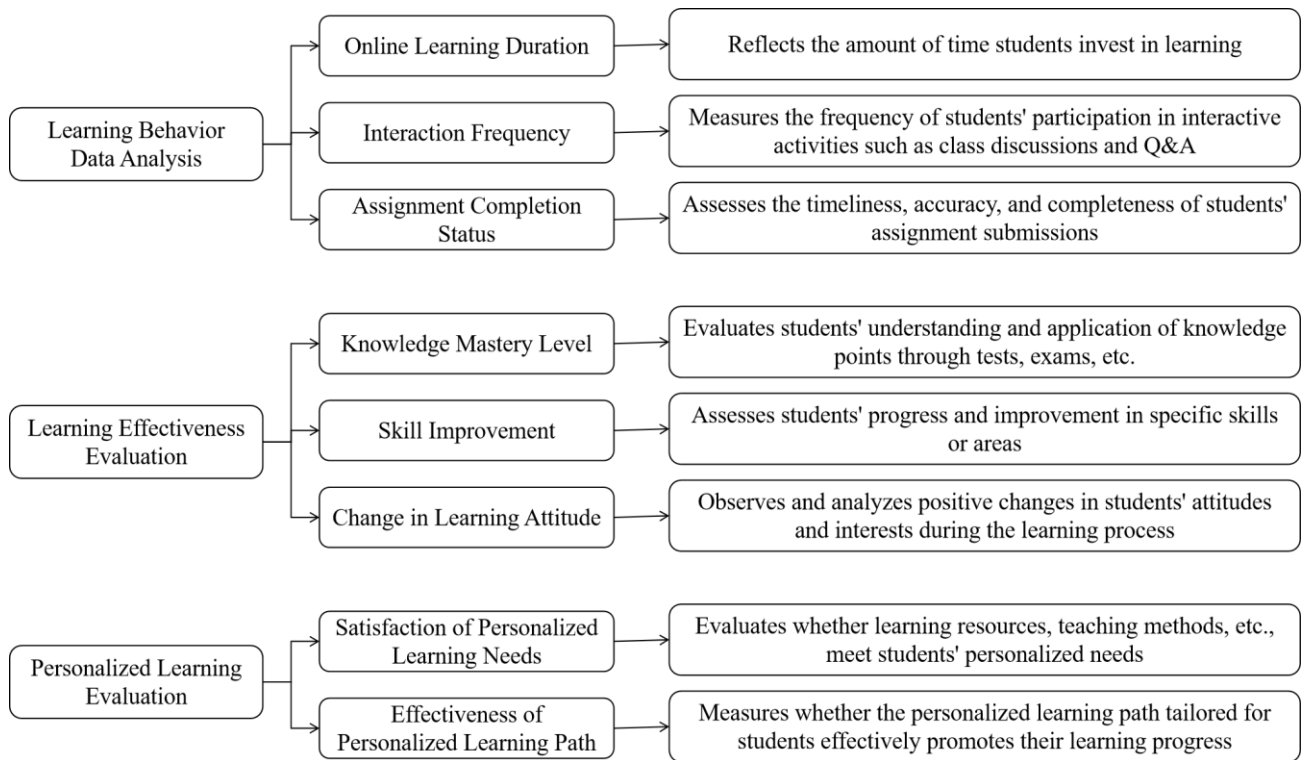 Learning Behavior
Data Analysis
Online Learning Duration
Reflects the amount of time students invest in learning
Interaction Frequency
Measures the frequency of students' participation in interactive
activities such as class discussions and Q&A
Assignment Completion
Status
Assesses the timeliness, accuracy, and completeness of students'
assignment submissions
Learning Effectiveness
Evaluation
Knowledge Mastery Level
Evaluates students' understanding and application of knowledge
points through tests, exams, etc.
Skill Improvement
Assesses students' progress and improvement in specific skills
or areas
Change in Learning Attitude
Observes and analyzes positive changes in students' attitudes
and interests during the learning process
Personalized Learning
Evaluation
Satisfaction of Personalized
Learning Needs
Evaluates whether learning resources, teaching methods, etc.,
meet students' personalized needs
Effectiveness of
Personalized Learning Path
Measures whether the personalized learning path tailored for
students effectively promotes their learning progress